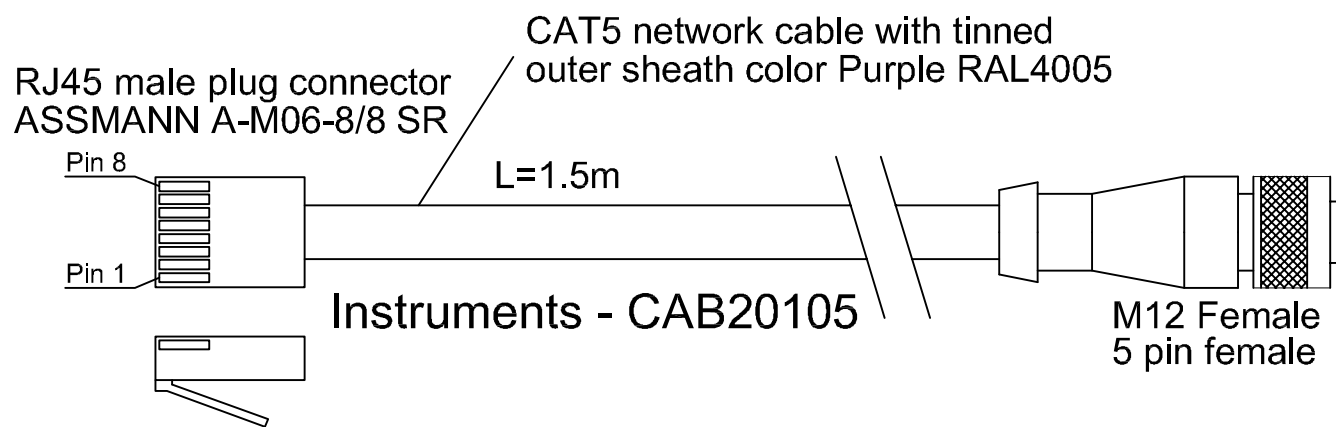 CAT5 network cable with tinned
outer sheath color Purple RAL4005
RJ45 male plug connector
ASSMANN A-M06-8/8 SR
Pin 8
L=1.5m
Pin 1
Instruments - CAB20105
M12 Female
5 pin female